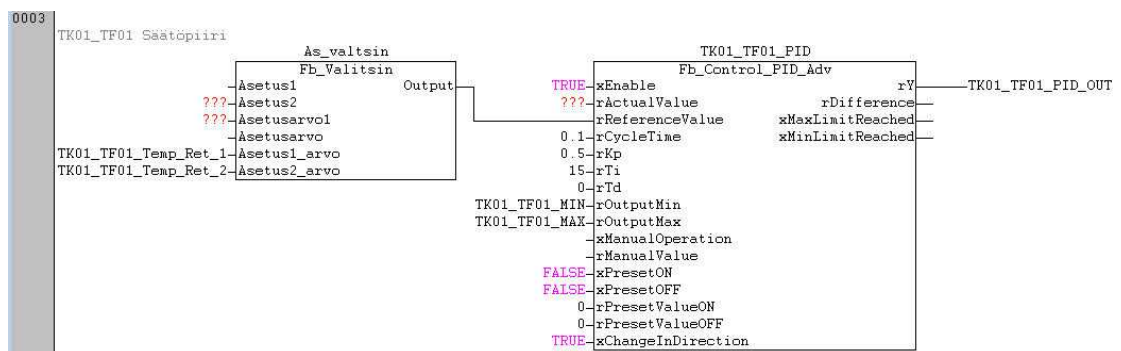 0003
TK01_TF01 Säätöpiiri
As_valtsin
Fb_Valitsin
Asetus1 Output
??? Asetus2
??? Asetusarvo1
Asetusarvo
TK01_TF01_Temp_Ret_1 Asetus1_arvo
TK01_TF01_Temp_Ret_2 Asetus2_arvo
TK01_TF01_PID
Fb_Control_PID_Adv
TRUE xEnable rY TK01_TF01_PID_OUT
??? rActualValue rDifference
rReferenceValue xMaxLimitReached
0.1 rCycleTime xMinLimitReached
0.5 rKp
15 rTi
0 rTd
TK01_TF01_MIN rOutputMin
TK01_TF01_MAX rOutputMax
xManualOperation
rManualValue
FALSE xPresetON
FALSE xPresetOFF
0 rPresetValueON
0 rPresetValueOFF
TRUE xChangeInDirection